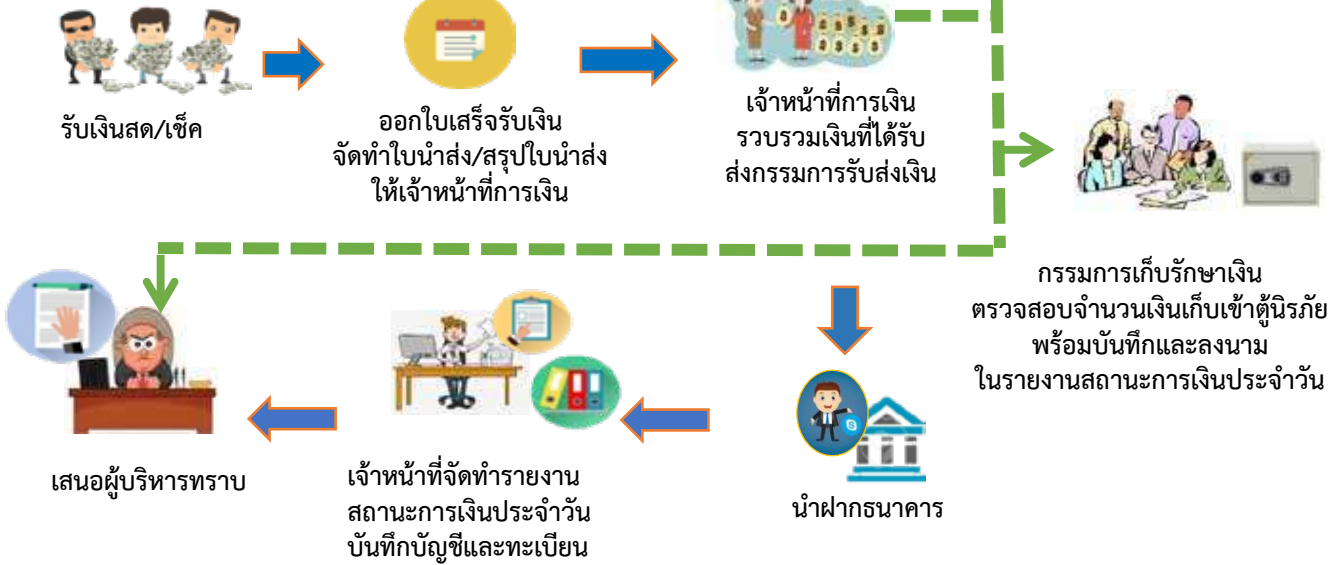 รับเงินสด/เช็ค
ออกใบเสร็จรับเงิน
จัดทำใบนำส่ง/สรุปใบนำส่ง
ให้เจ้าหน้าที่การเงิน
เจ้าหน้าที่การเงิน
รวบรวมเงินที่ได้รับ
ส่งกรรมการรับส่งเงิน
กรรมการเก็บรักษาเงิน
ตรวจสอบจำนวนเงินเก็บเข้าตู้นิรภัย
พร้อมบันทึกและลงนาม
ในรายงานสถานะการเงินประจำวัน
นำฝากธนาคาร
เจ้าหน้าที่จัดทำรายงาน
สถานะการเงินประจำวัน
บันทึกบัญชีและทะเบียน
เสนอผู้บริหารทราบ